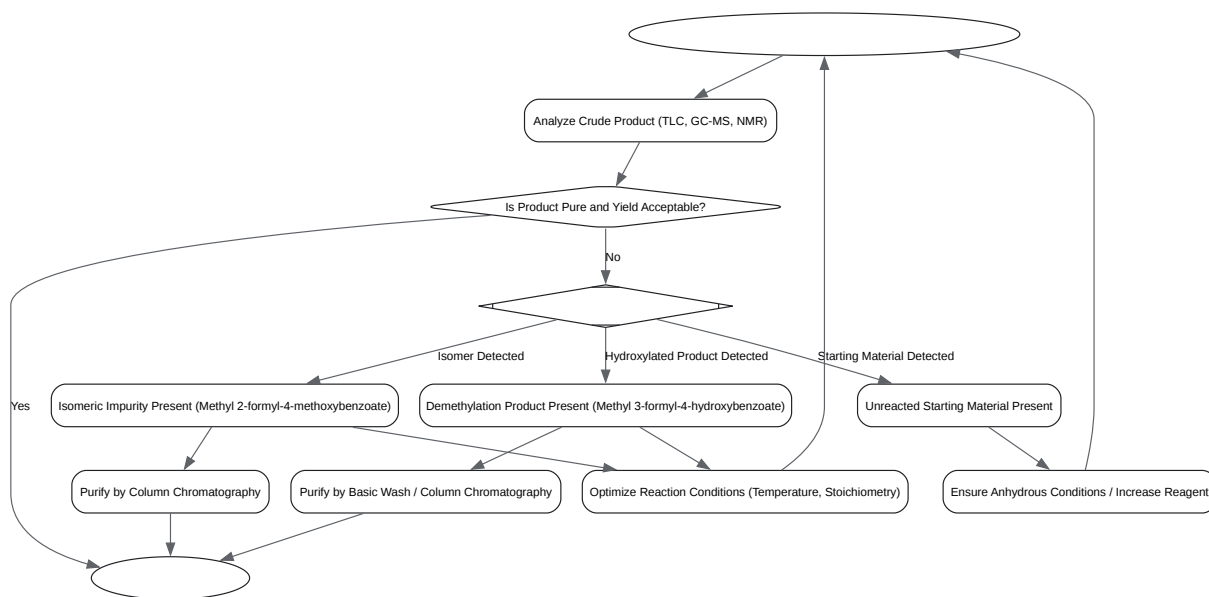 Analyze Crude Product (TLC, GC-MS, NMR)
Is Product Pure and Yield Acceptable?
No
Isomer Detected
Hydroxylated Product Detected
Starting Material Detected
Yes
Isomeric Impurity Present (Methyl 2-formyl-4-methoxybenzoate)
Demethylation Product Present (Methyl 3-formyl-4-hydroxybenzoate)
Unreacted Starting Material Present
Purify by Column Chromatography
Purify by Basic Wash / Column Chromatography
Optimize Reaction Conditions (Temperature, Stoichiometry)
Ensure Anhydrous Conditions / Increase Reagent